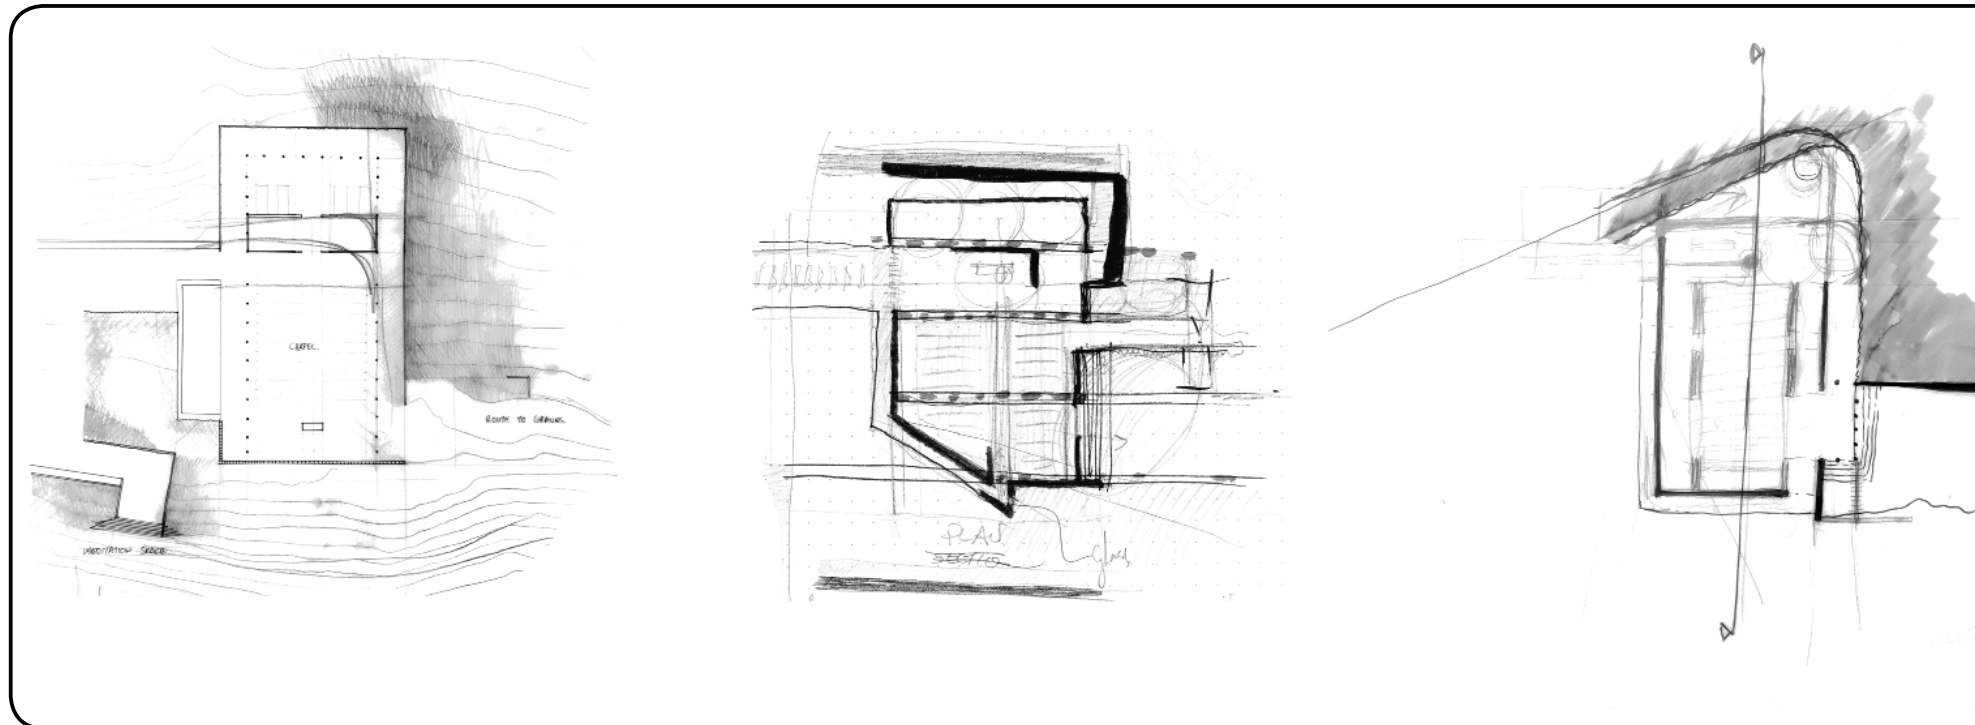 CHAPEL
ROUTE TO GRAVES
MEDITATION SPACE
PLAN
SECTION
Glass